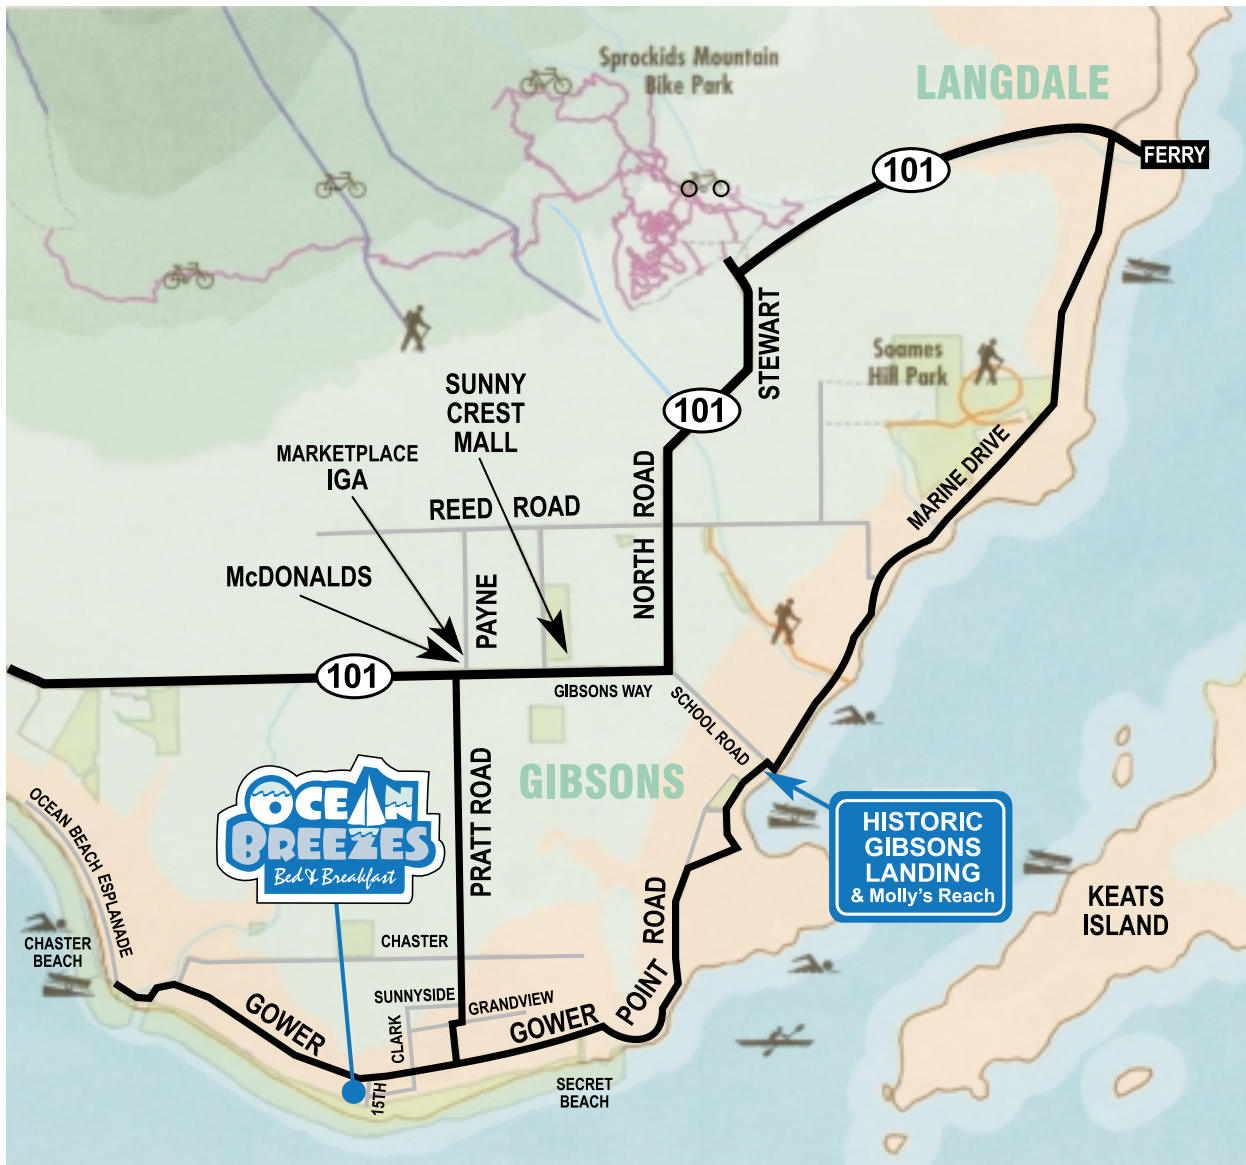 Sprockids Mountain
Bike Park
LANGDALE
FERRY
101
STEWART
Soames
Hill Park
SUNNY
CREST
MALL
101
MARKETPLACE
IGA
REED ROAD
NORTH ROAD
MARINE DRIVE
McDONALDS
PAYNE
101
GIBSONS WAY
SCHOOL ROAD
PRATT ROAD
GIBSONS
OCEAN
BREEZES
Bed & Breakfast
OCEAN BEACH ESPLANADE
HISTORIC
GIBSONS
LANDING
& Molly's Reach
KEATS
ISLAND
CHASTER
BEACH
CHASTER
SUNNYSIDE
GRANDVIEW
CLARK
GOWER
GOWER POINT ROAD
15TH
SECRET
BEACH